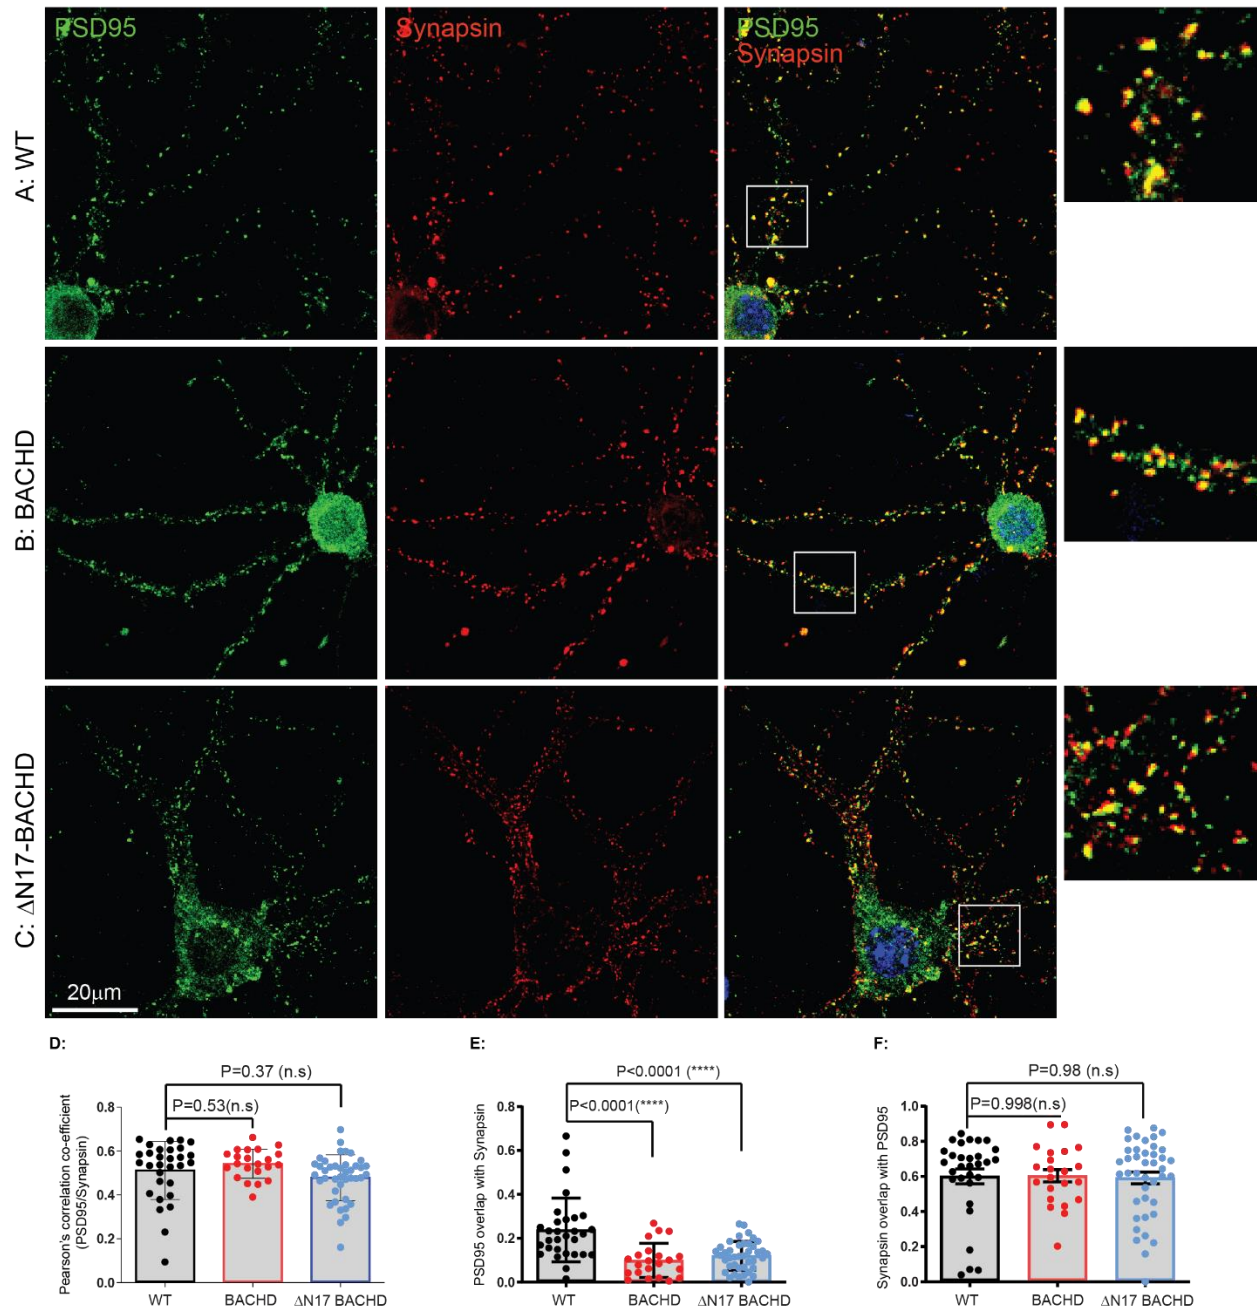 PSD95
Synapsin
PSD95
Synapsin
A: WT
B: BACHD
C: ΔN17-BACHD
20μm
D:
P=0.37 (n.s)
P=0.53(n.s)
Pearson's correlation co-efficient
(PSD95/Synapsin)
0.8
0.6
0.4
0.2
0.0
WT
BACHD
ΔN17 BACHD
E:
P<0.0001 (****)
P<0.0001(****)
PSD95 overlap with Synapsin
0.8
0.6
0.4
0.2
0.0
WT
BACHD
ΔN17 BACHD
F:
P=0.98 (n.s)
P=0.998(n.s)
Synapsin overlap with PSD95
1.0
0.8
0.6
0.4
0.2
0.0
WT
BACHD
ΔN17 BACHD